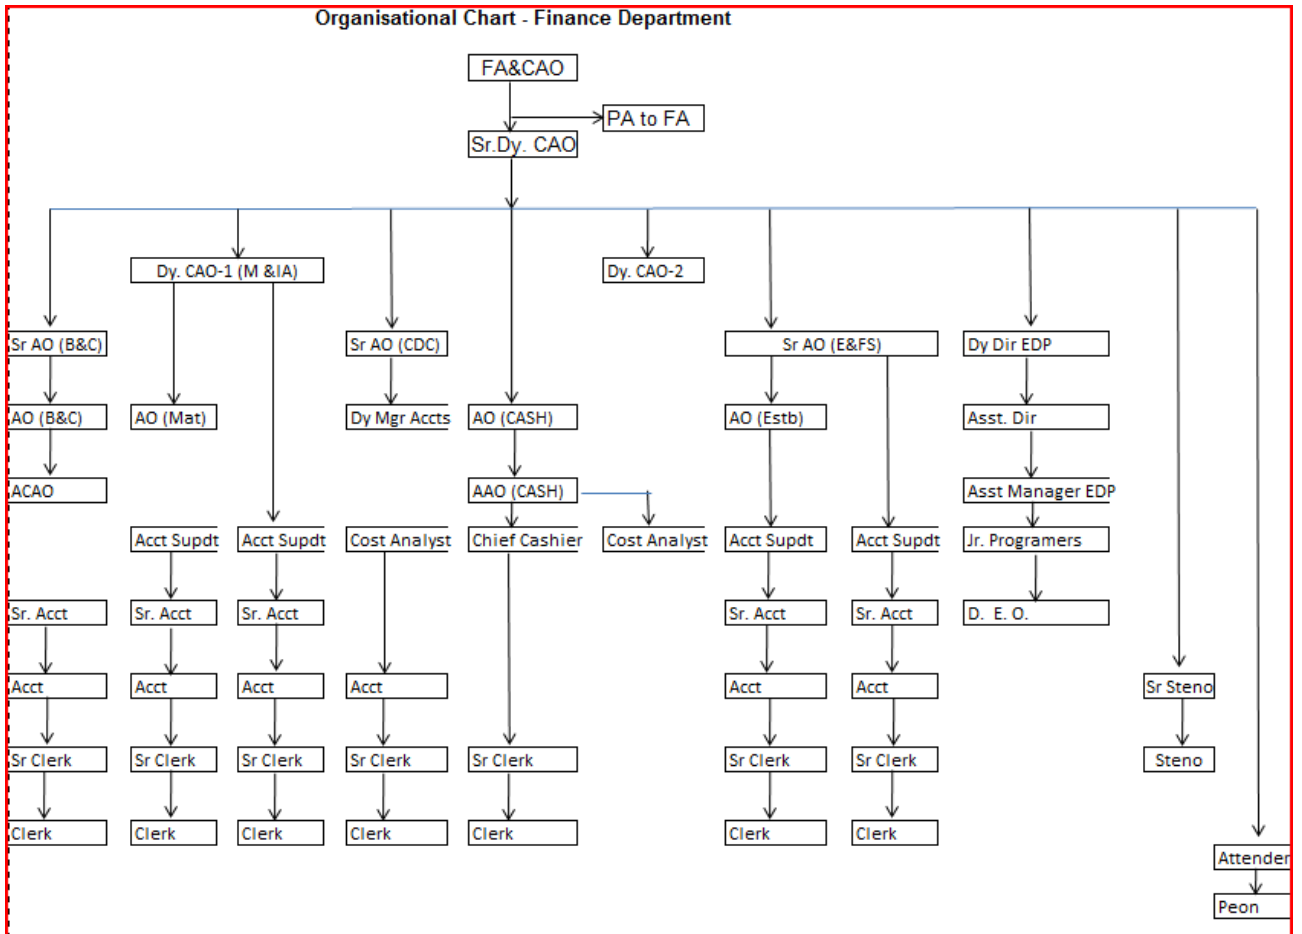 Organisational Chart - Finance Department
FA&CAO
PA to FA
Sr.Dy. CAO
Dy. CAO-1 (M &IA)
Dy. CAO-2
Sr AO (B&C)
Sr AO (CDC)
Sr AO (E&FS)
Dy Dir EDP
AO (B&C)
AO (Mat)
Dy Mgr Accts
AO (CASH)
AO (Estb)
Asst. Dir
ACAO
AAO (CASH)
Asst Manager EDP
Acct Supdt
Acct Supdt
Cost Analyst
Chief Cashier
Cost Analyst
Acct Supdt
Acct Supdt
Jr. Programers
Sr. Acct
Sr. Acct
Sr. Acct
Sr. Acct
Sr. Acct
D. E. O.
Acct
Acct
Acct
Acct
Acct
Acct
Sr Steno
Sr Clerk
Sr Clerk
Sr Clerk
Sr Clerk
Sr Clerk
Sr Clerk
Sr Clerk
Steno
Clerk
Clerk
Clerk
Clerk
Clerk
Clerk
Clerk
Attender
Peon